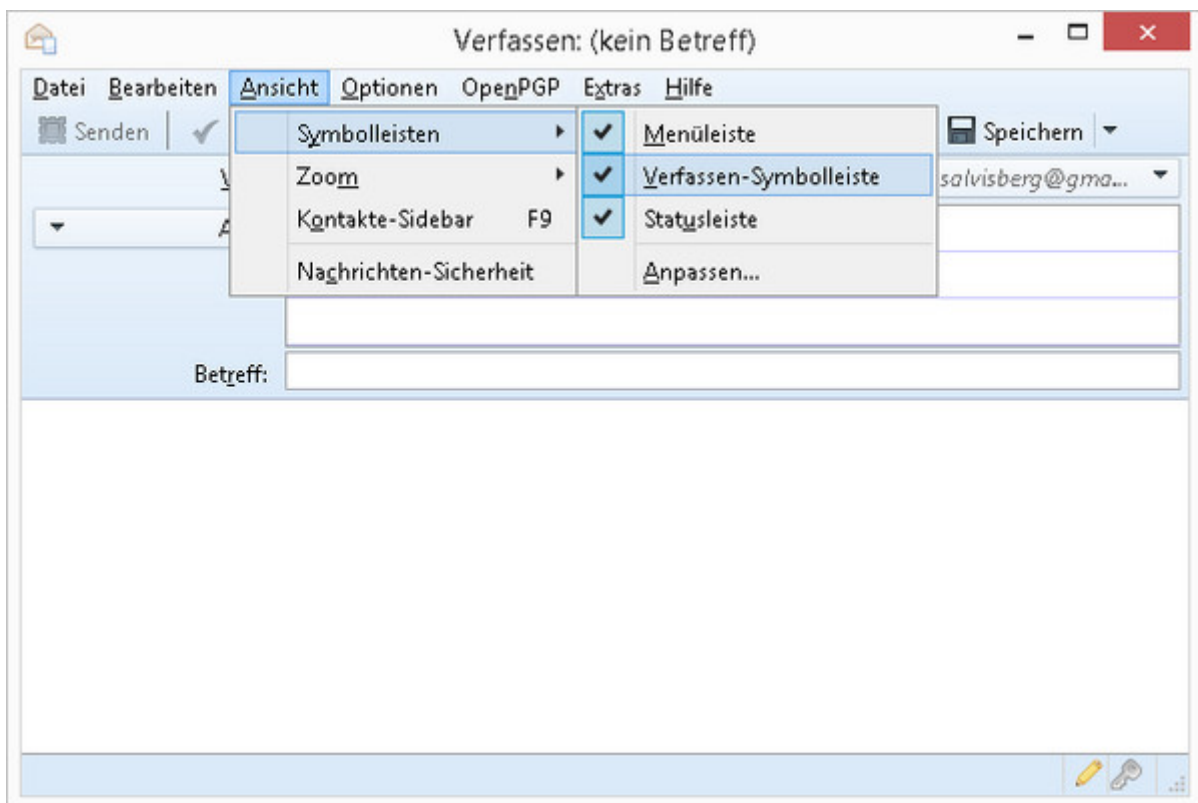 Verfassen: (kein Betreff)
Datei Bearbeiten Ansicht Optionen OpenPGP Extras Hilfe
Senden Speichern
Symbolleisten
Zoom
Kontakte-Sidebar F9
Nachrichten-Sicherheit
Menüleiste
Verfassen-Symbolleiste
Statusleiste
Anpassen...
salvisberg@gma...
Betreff: